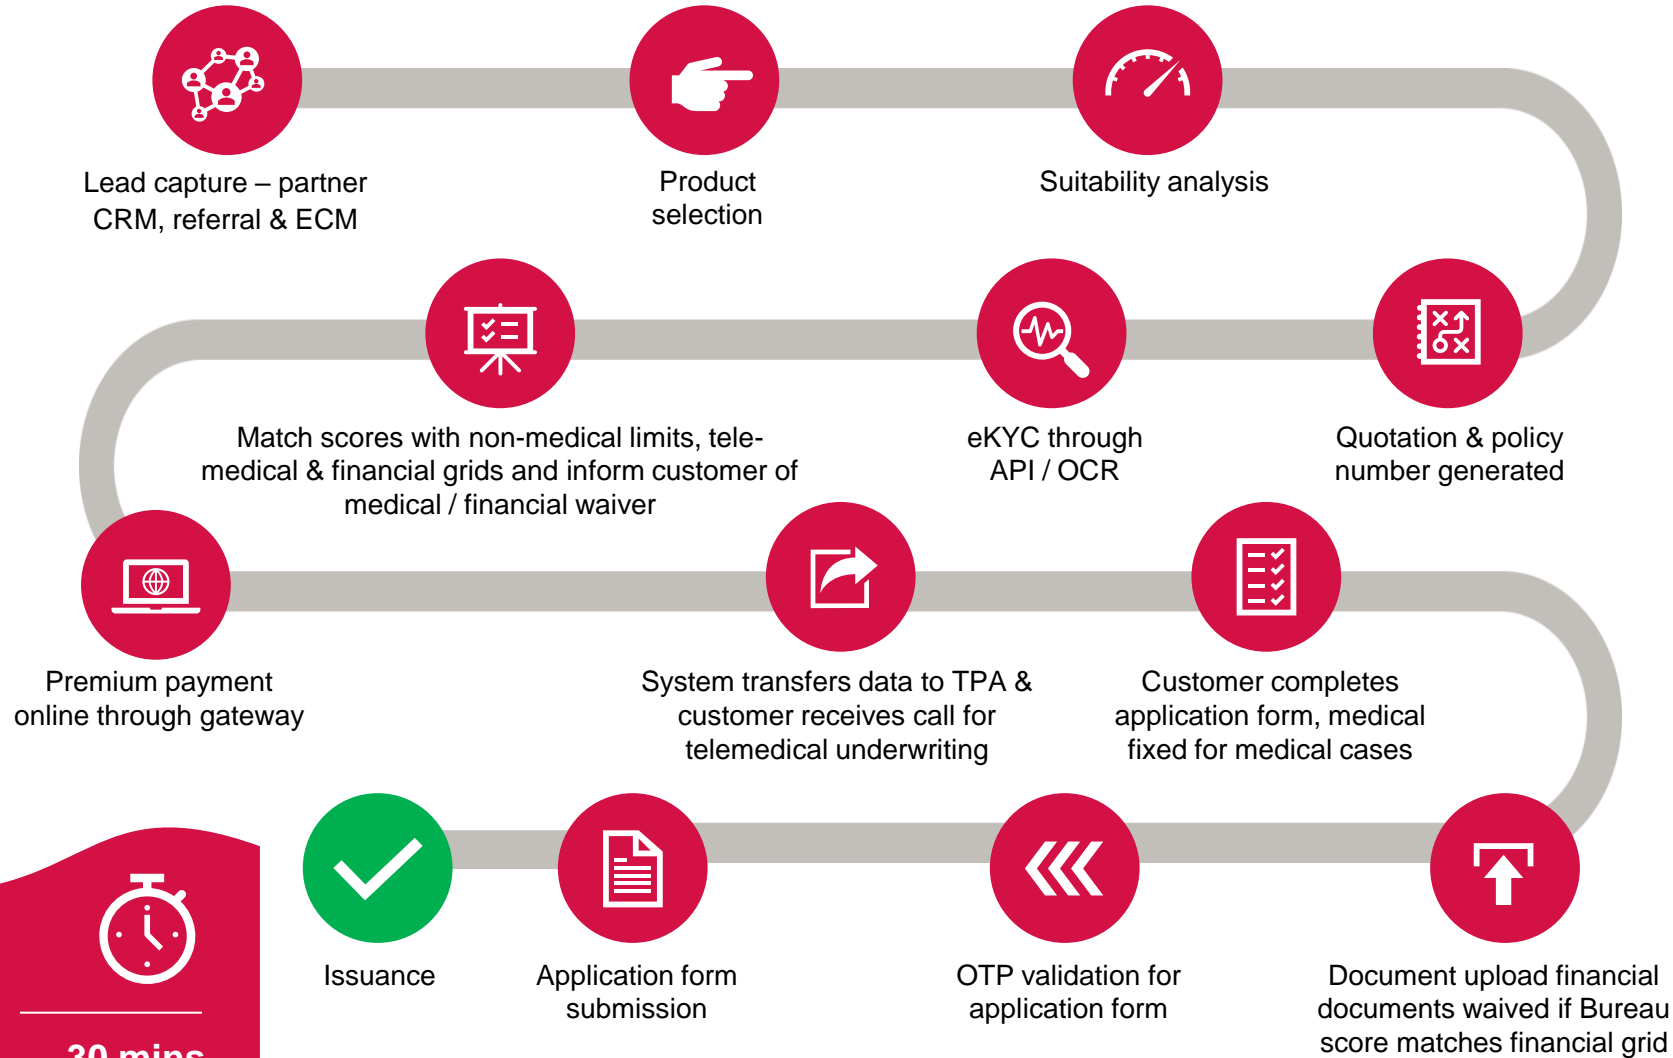 Lead capture – partner
CRM, referral & ECM
Product
selection
Suitability analysis
Match scores with non-medical limits, tele-
medical & financial grids and inform customer of
medical / financial waiver
eKYC through
API / OCR
Quotation & policy
number generated
Premium payment
online through gateway
System transfers data to TPA &
customer receives call for
telemedical underwriting
Customer completes
application form, medical
fixed for medical cases
Issuance
Application form
submission
OTP validation for
application form
Document upload financial
documents waived if Bureau
score matches financial grid
30 mins